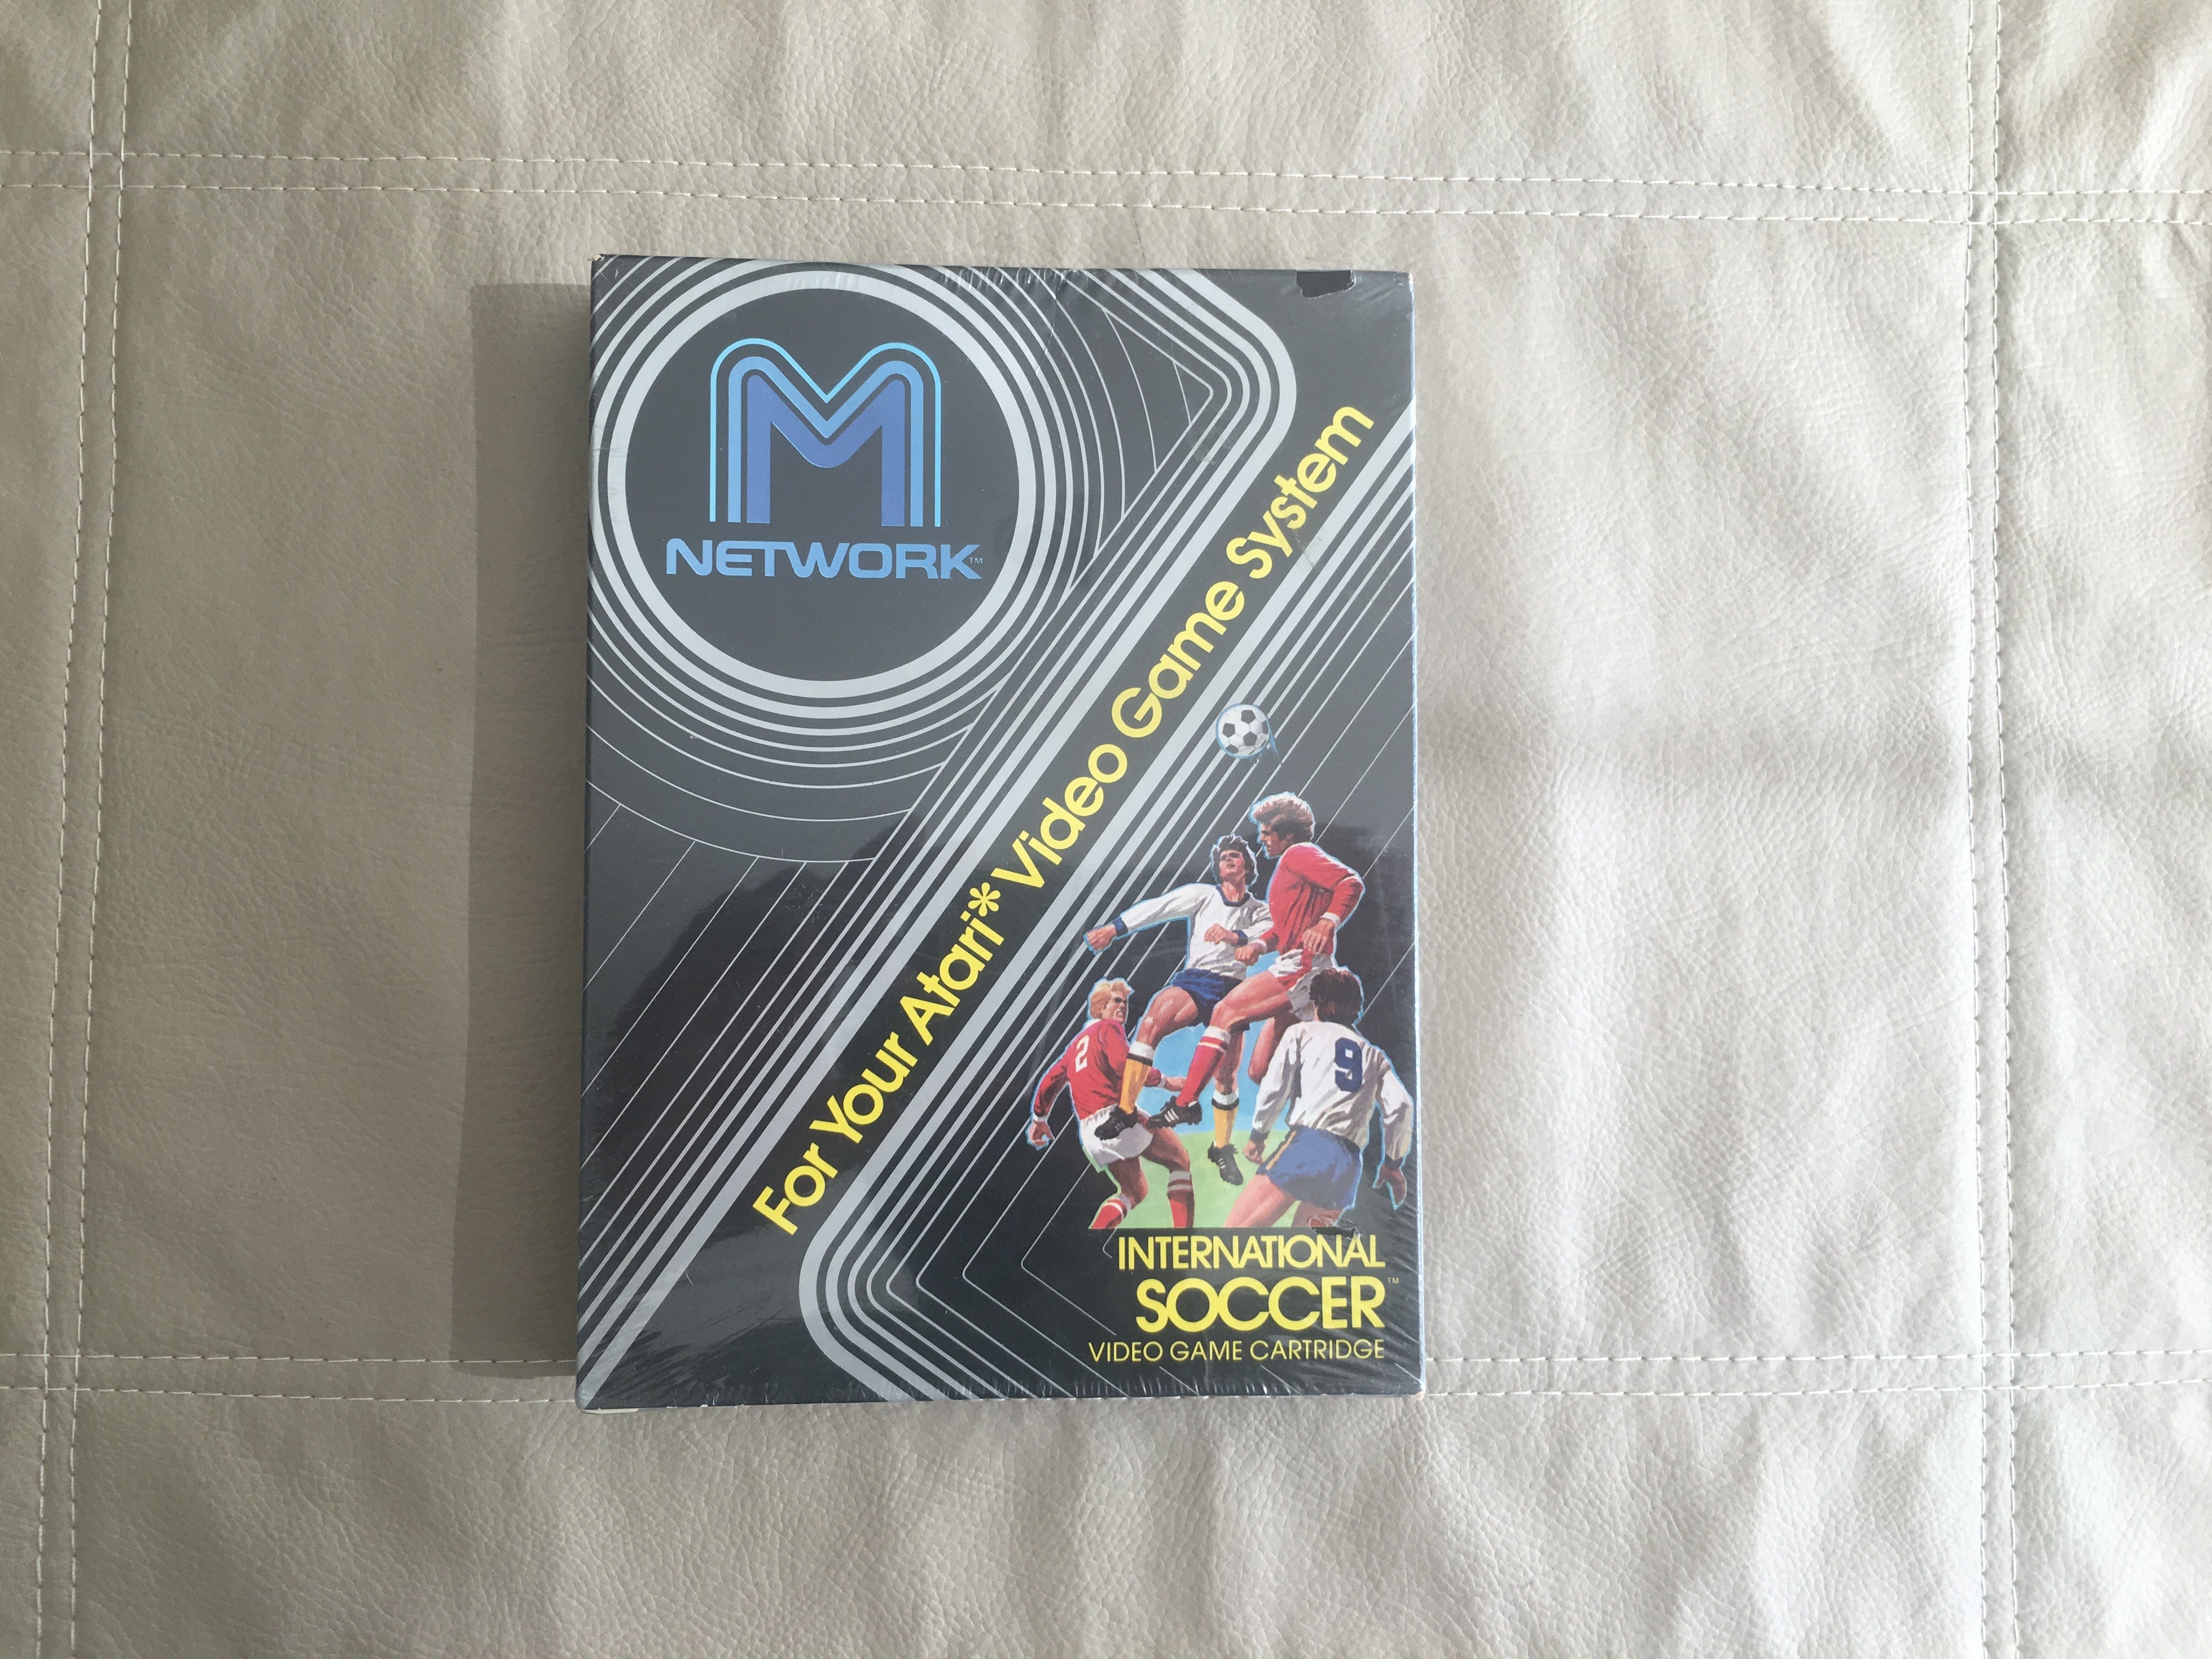 M
NETWORK™
For Your Atari* Video Game System
2
9
INTERNATIONAL
SOCCER™
VIDEO GAME CARTRIDGE